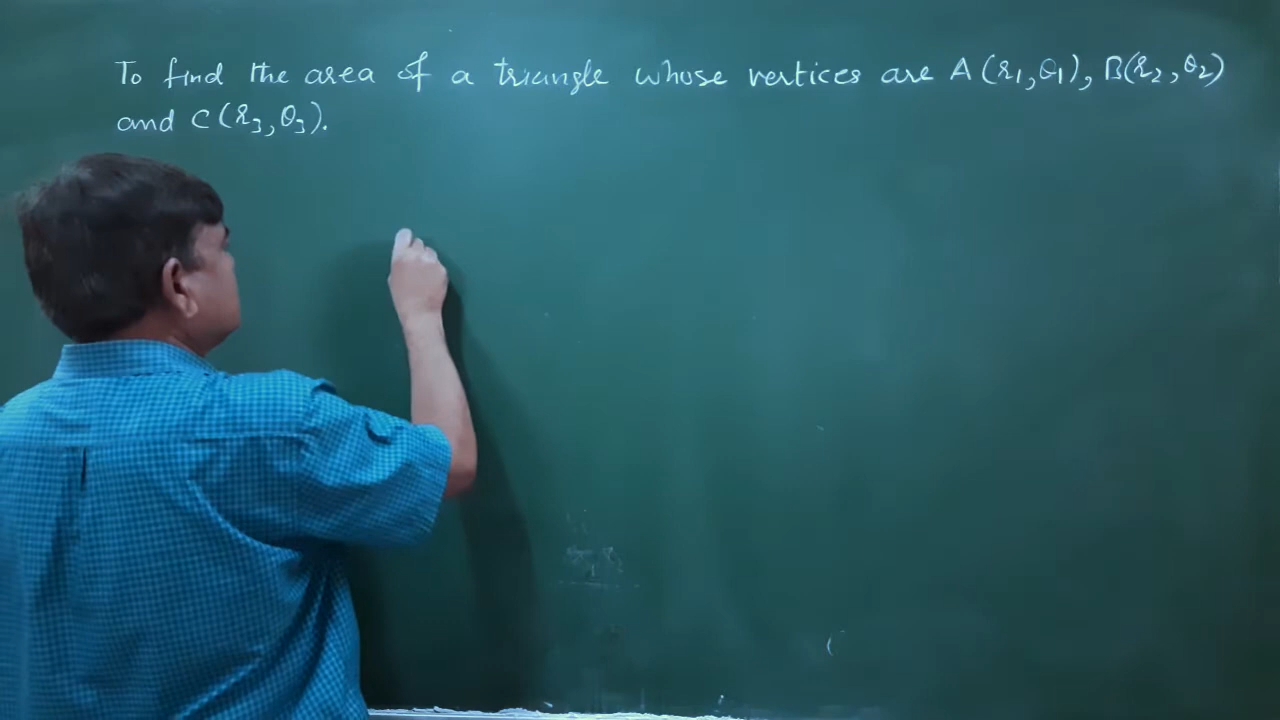 To find the area of a triangle whose vertices are A(r1,θ1), B(r2,θ2)
and C(r3,θ3).